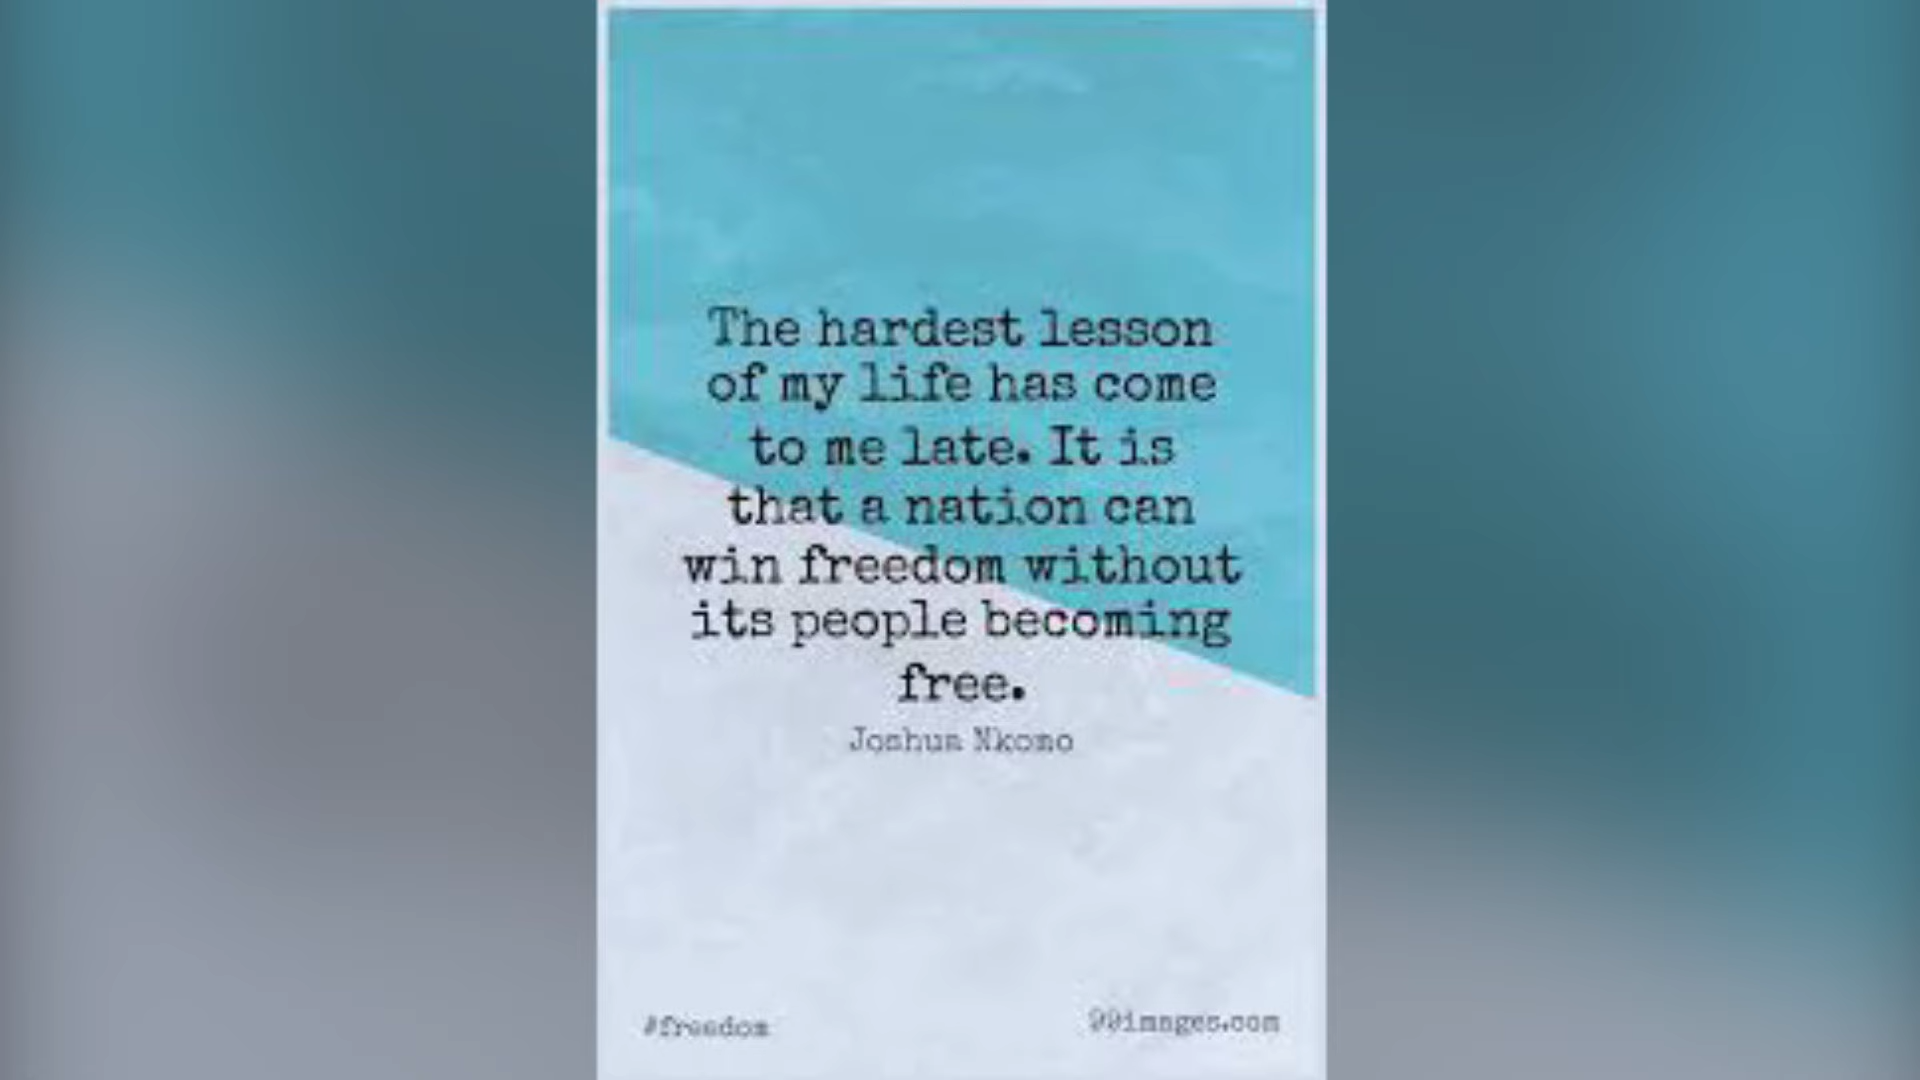 The hardest lesson
of my life has come
to me late. It is
that a nation can
win freedom without
its people becoming
free.
Joshua Nkomo
#freedom
99images.com